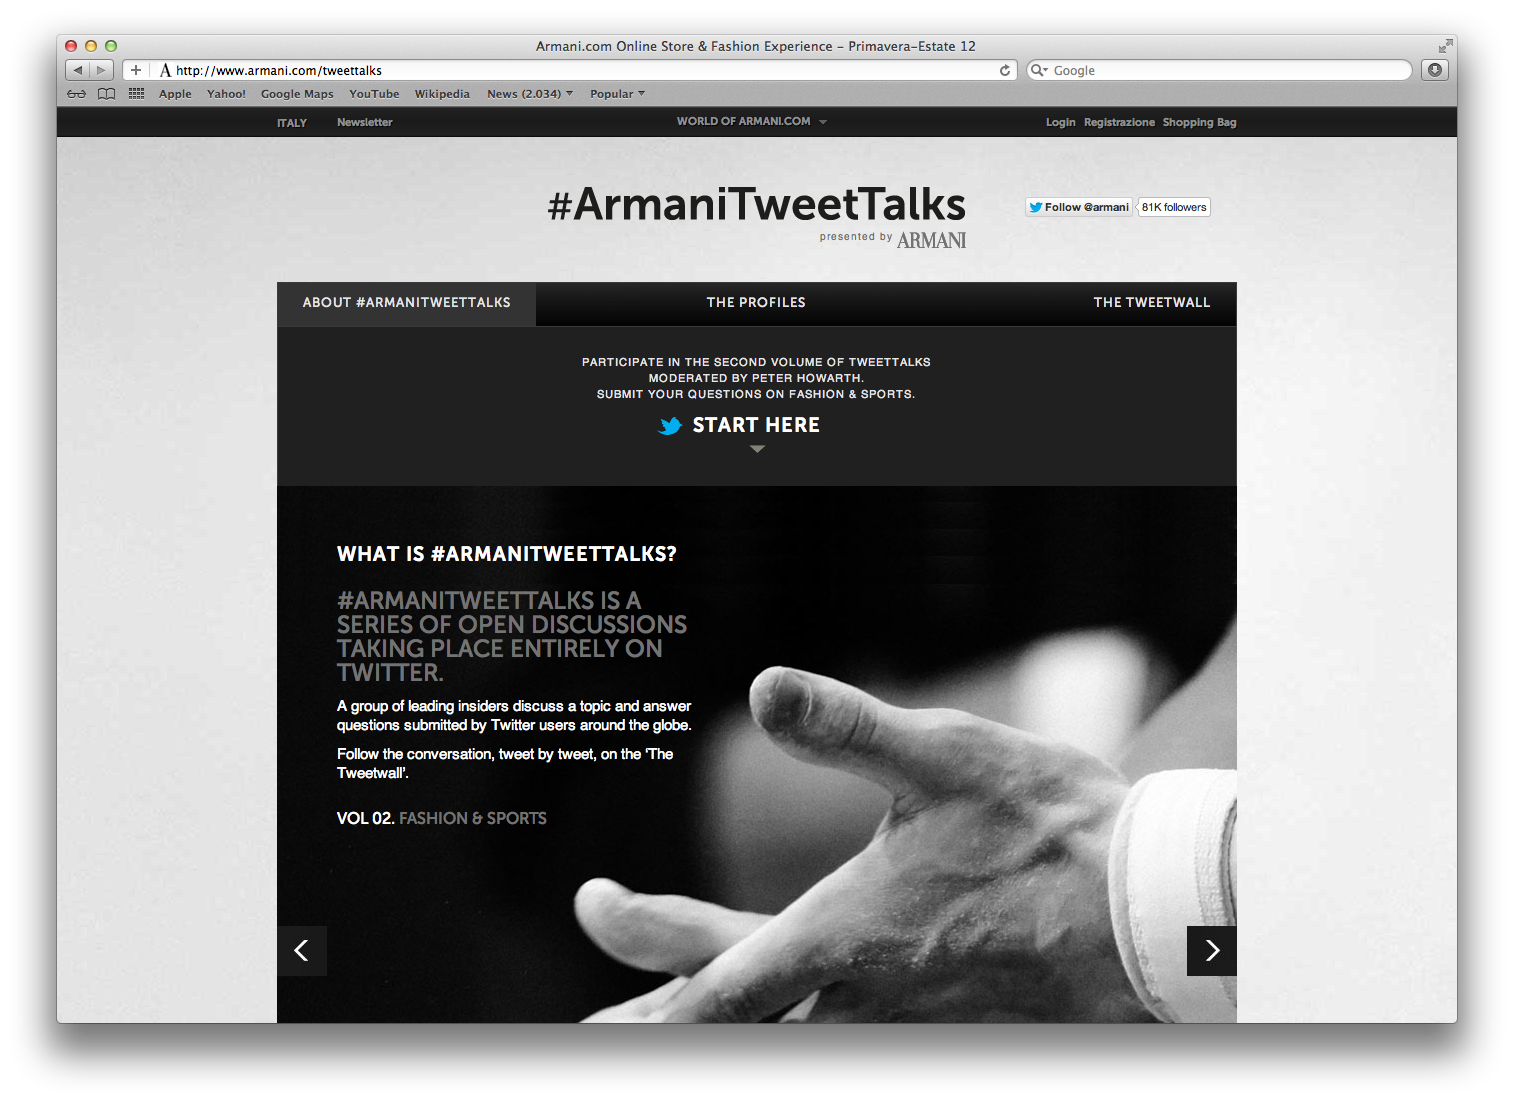 Armani.com Online Store & Fashion Experience – Primavera-Estate 12
http://www.armani.com/tweettalks
Google
Apple Yahoo! Google Maps YouTube Wikipedia News (2.034) Popular
ITALY Newsletter WORLD OF ARMANI.COM Login Registrazione Shopping Bag
#ArmaniTweetTalks
Follow @armani 81K followers
presented by ARMANI
ABOUT #ARMANITWEETTALKS THE PROFILES THE TWEETWALL
PARTICIPATE IN THE SECOND VOLUME OF TWEETTALKS
MODERATED BY PETER HOWARTH.
SUBMIT YOUR QUESTIONS ON FASHION & SPORTS.
START HERE
WHAT IS #ARMANITWEETTALKS?
#ARMANITWEETTALKS IS A
SERIES OF OPEN DISCUSSIONS
TAKING PLACE ENTIRELY ON
TWITTER.
A group of leading insiders discuss a topic and answer
questions submitted by Twitter users around the globe.
Follow the conversation, tweet by tweet, on the 'The
Tweetwall'.
VOL 02. FASHION & SPORTS